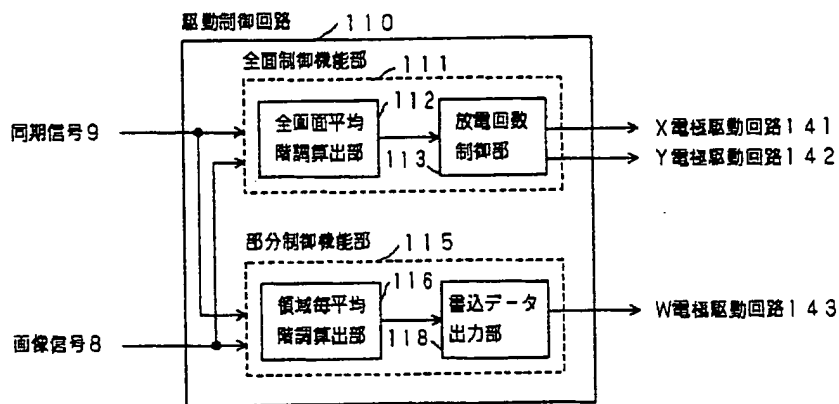 駆動制御回路 110
全面制御機能部 111
全画面平均
階調算出部
112
放電回数
制御部
113
同期信号9
X電極駆動回路141
Y電極駆動回路142
部分制御機能部 115
領域毎平均
階調算出部
116
書込データ
出力部
118
画像信号8
W電極駆動回路143